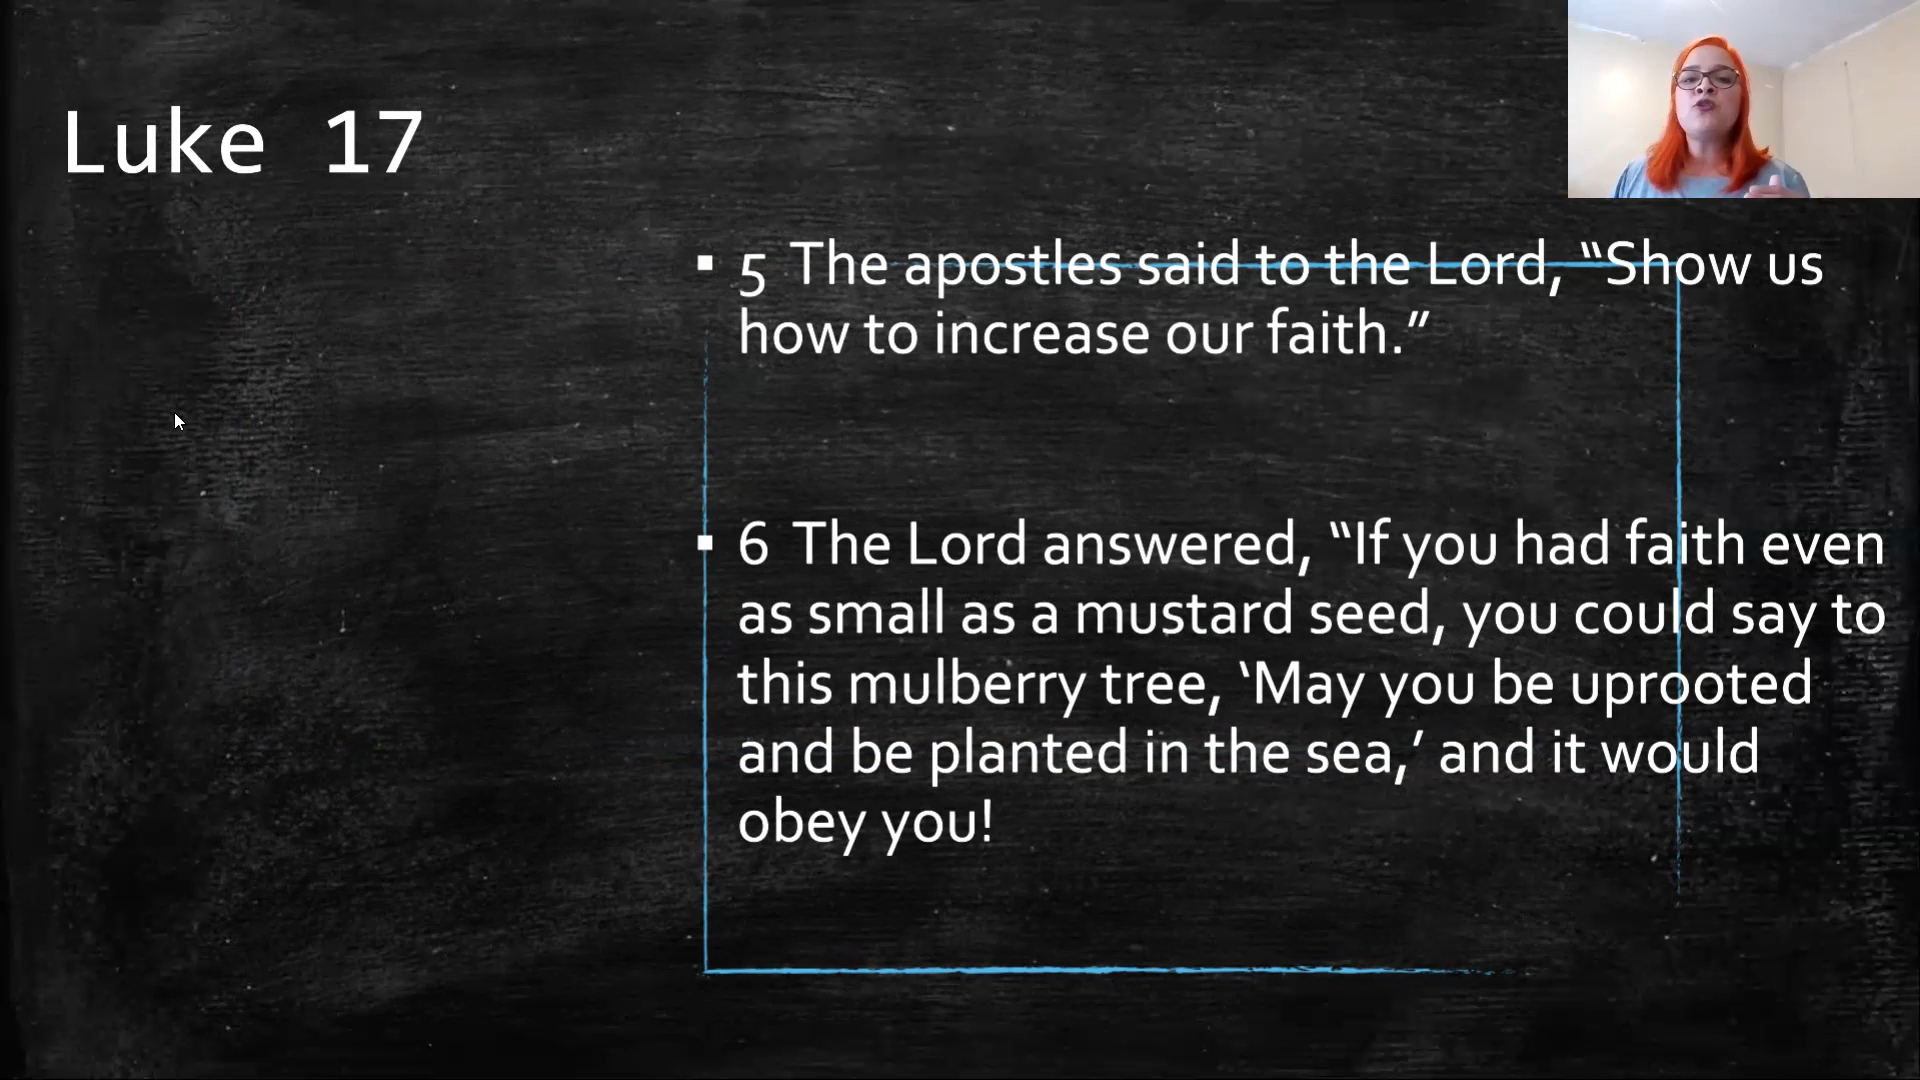 Luke 17
▪ 5 The apostles said to the Lord, “Show us
how to increase our faith.”
▪ 6 The Lord answered, “If you had faith even
as small as a mustard seed, you could say to
this mulberry tree, ‘May you be uprooted
and be planted in the sea,’ and it would
obey you!